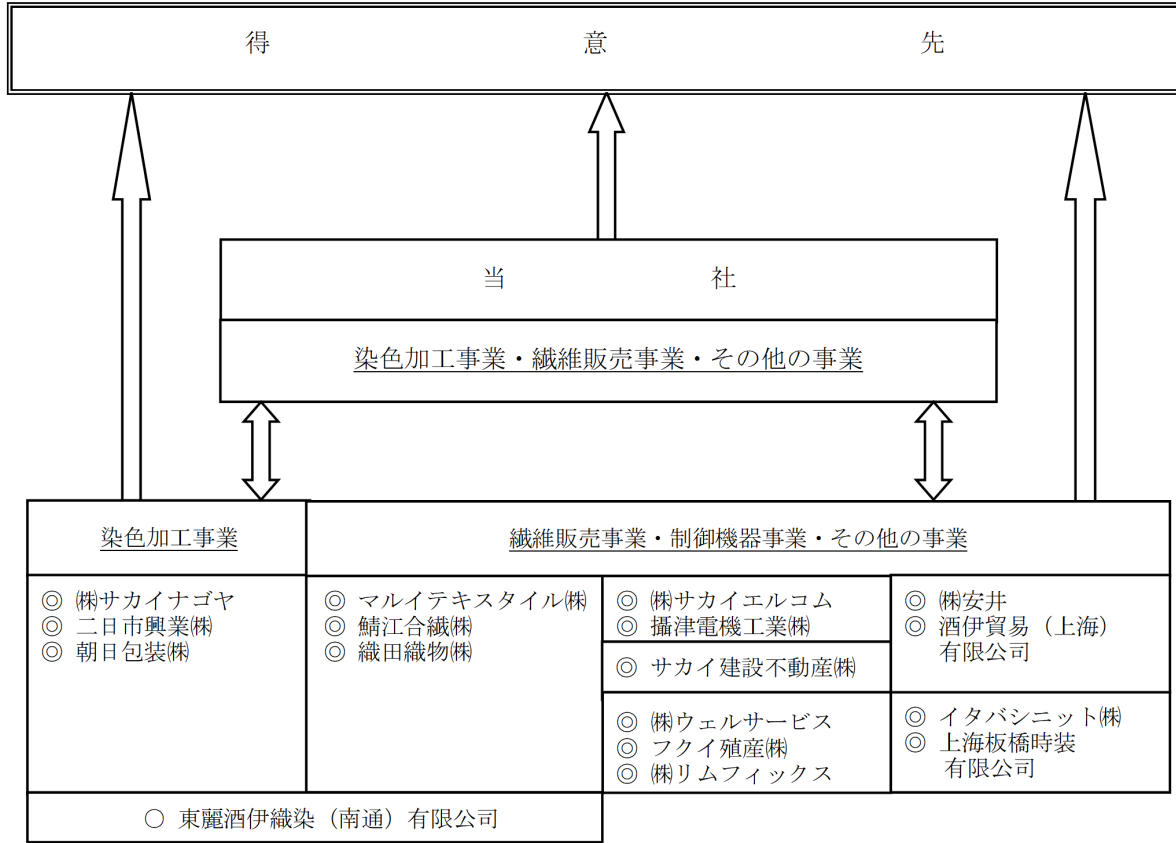 得意先
当社
染色加工事業・繊維販売事業・その他の事業
染色加工事業
繊維販売事業・制御機器事業・その他の事業
◎ ㈱サカイナゴヤ
◎ 二日市興業㈱
◎ 朝日包装㈱
◎ マルイテキスタイル㈱
◎ 鯖江合繊㈱
◎ 織田織物㈱
◎ ㈱サカイエルコム
◎ 攝津電機工業㈱
◎ サカイ建設不動産㈱
◎ ㈱ウェルサービス
◎ フクイ殖産㈱
◎ ㈱リムフィックス
◎ ㈱安井
◎ 酒伊貿易（上海）
有限公司
◎ イタバシニット㈱
◎ 上海板橋時装
有限公司
○ 東麗酒伊織染（南通）有限公司